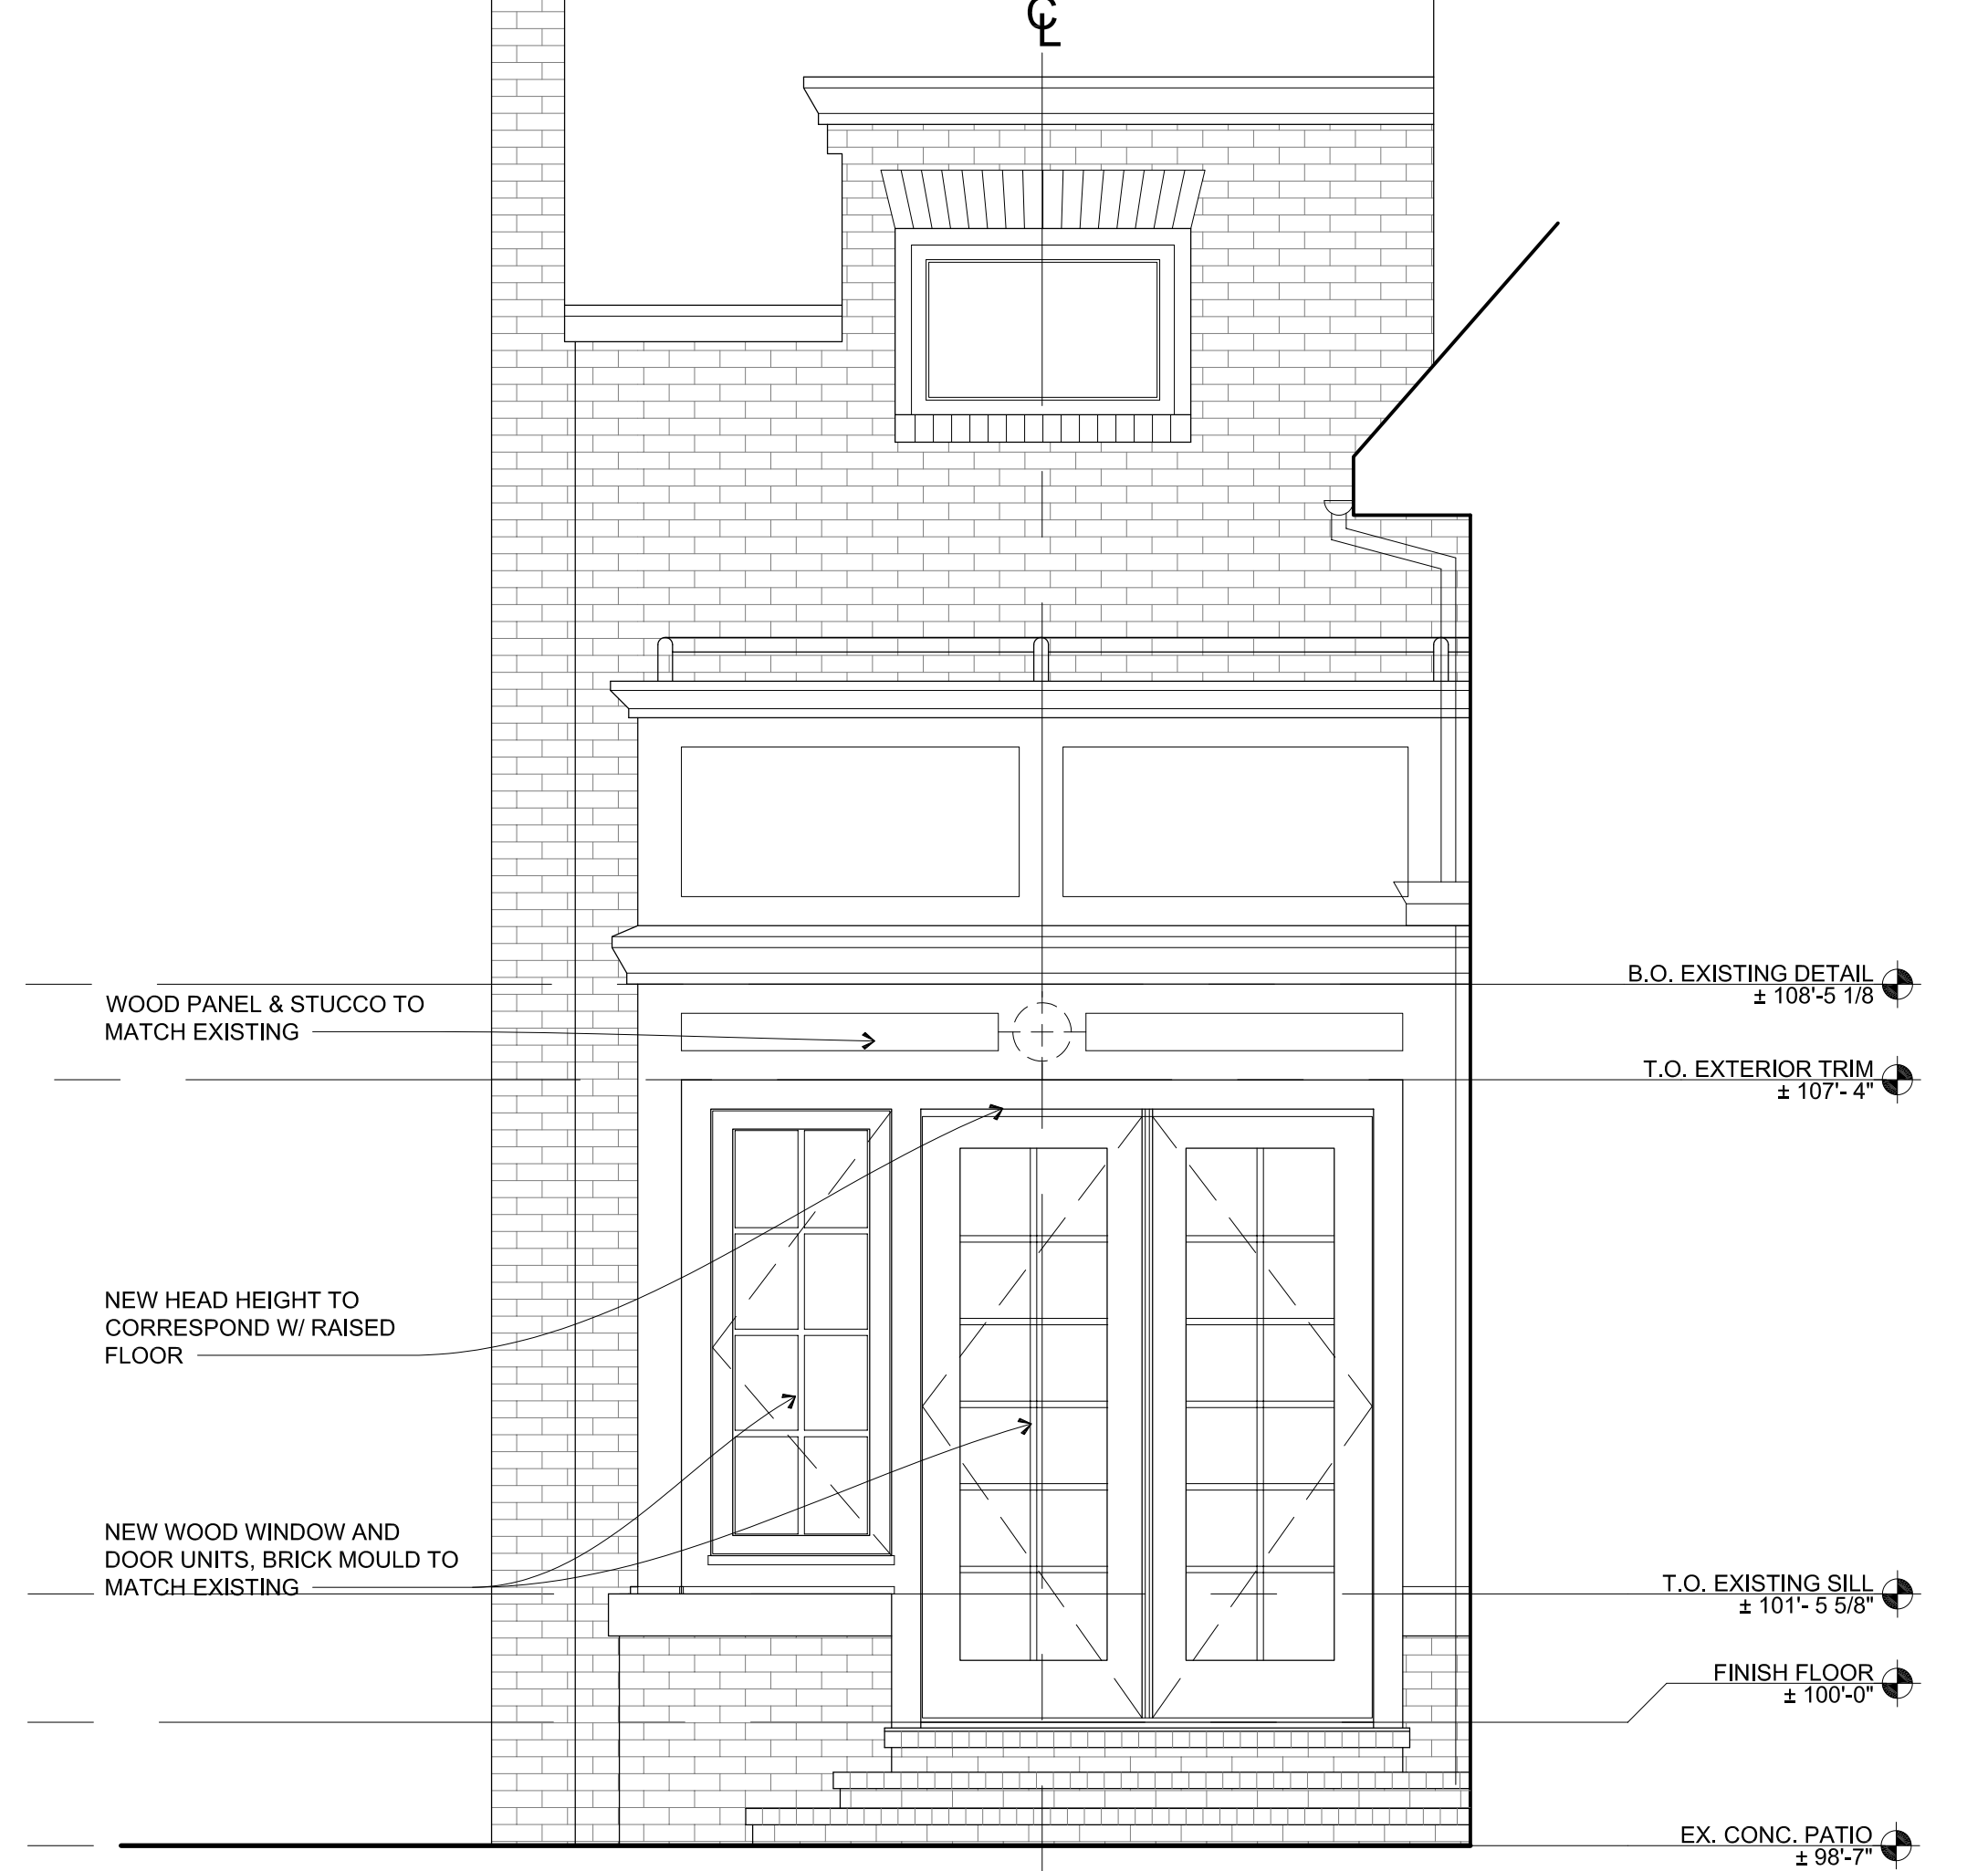 ℄
B.O. EXISTING DETAIL
± 108'-5 1/8
WOOD PANEL & STUCCO TO
MATCH EXISTING
T.O. EXTERIOR TRIM
± 107'- 4"
NEW HEAD HEIGHT TO
CORRESPOND W/ RAISED
FLOOR
NEW WOOD WINDOW AND
DOOR UNITS, BRICK MOULD TO
MATCH EXISTING
T.O. EXISTING SILL
± 101'- 5 5/8"
FINISH FLOOR
± 100'-0"
EX. CONC. PATIO
± 98'-7"